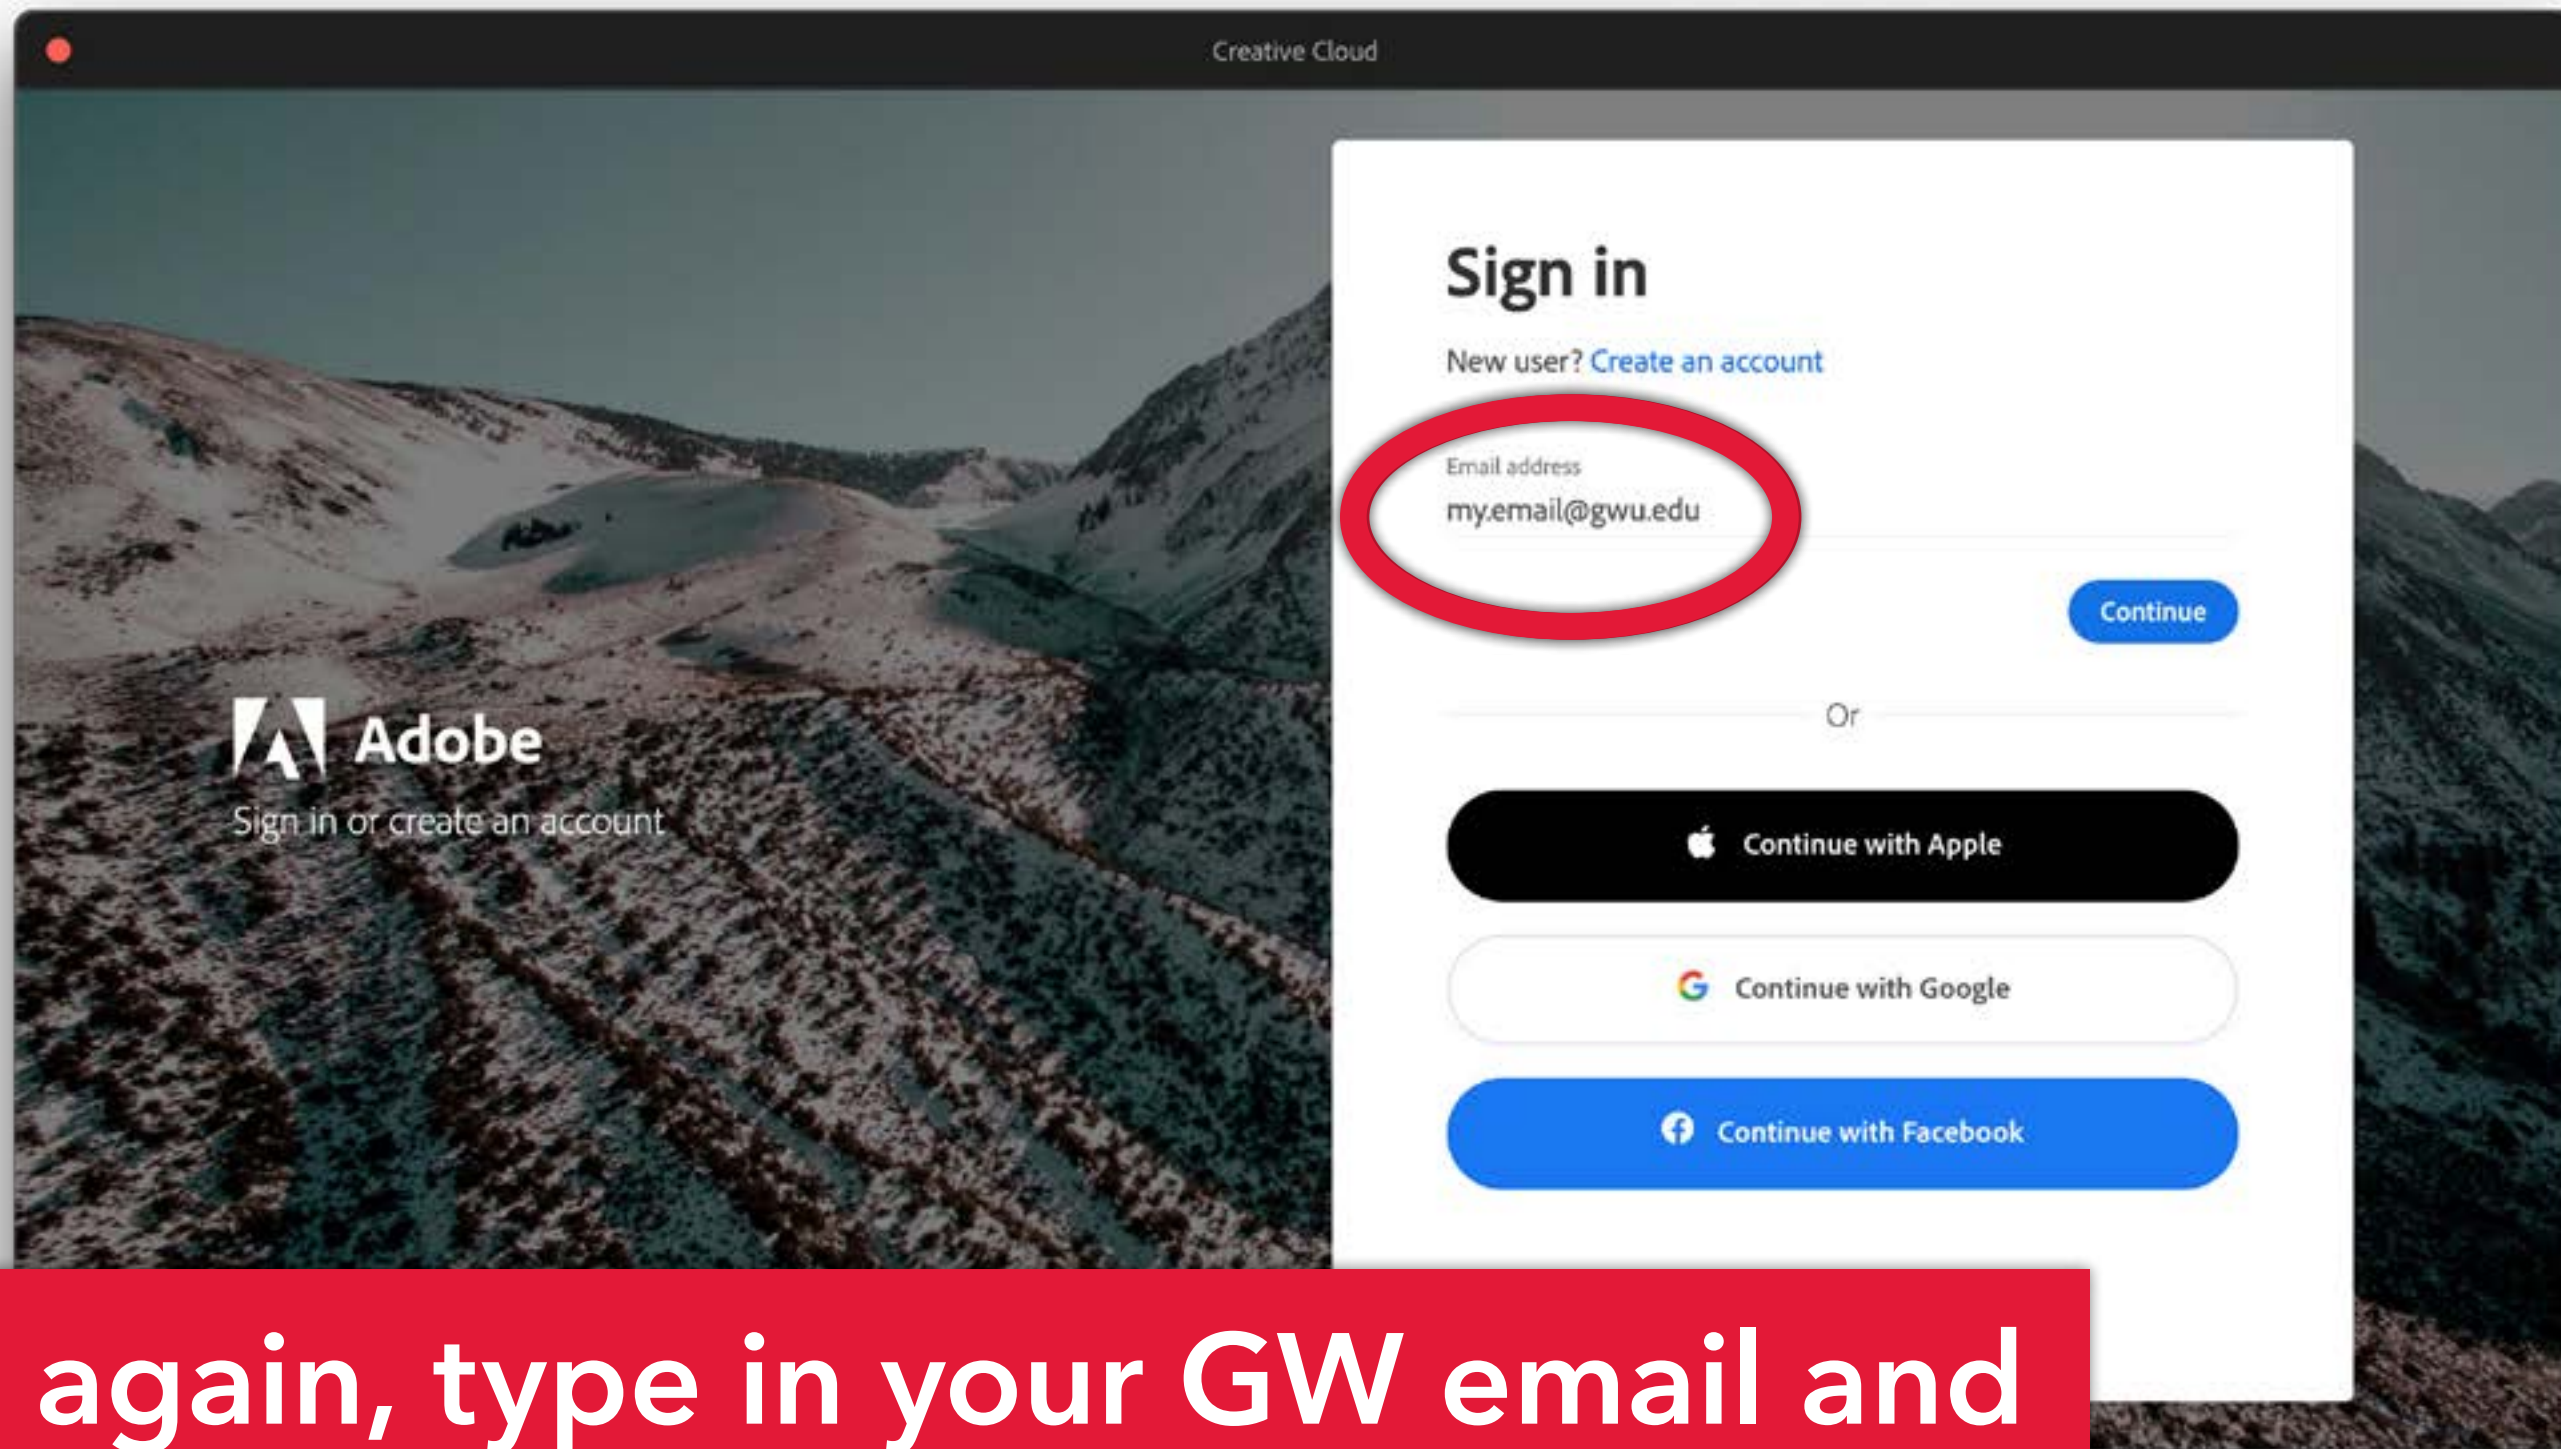 Creative Cloud
Sign in
New user? Create an account
Email address
my.email@gwu.edu
Continue
Or
Continue with Apple
Continue with Google
Continue with Facebook
Adobe
Sign in or create an account
again, type in your GW email and